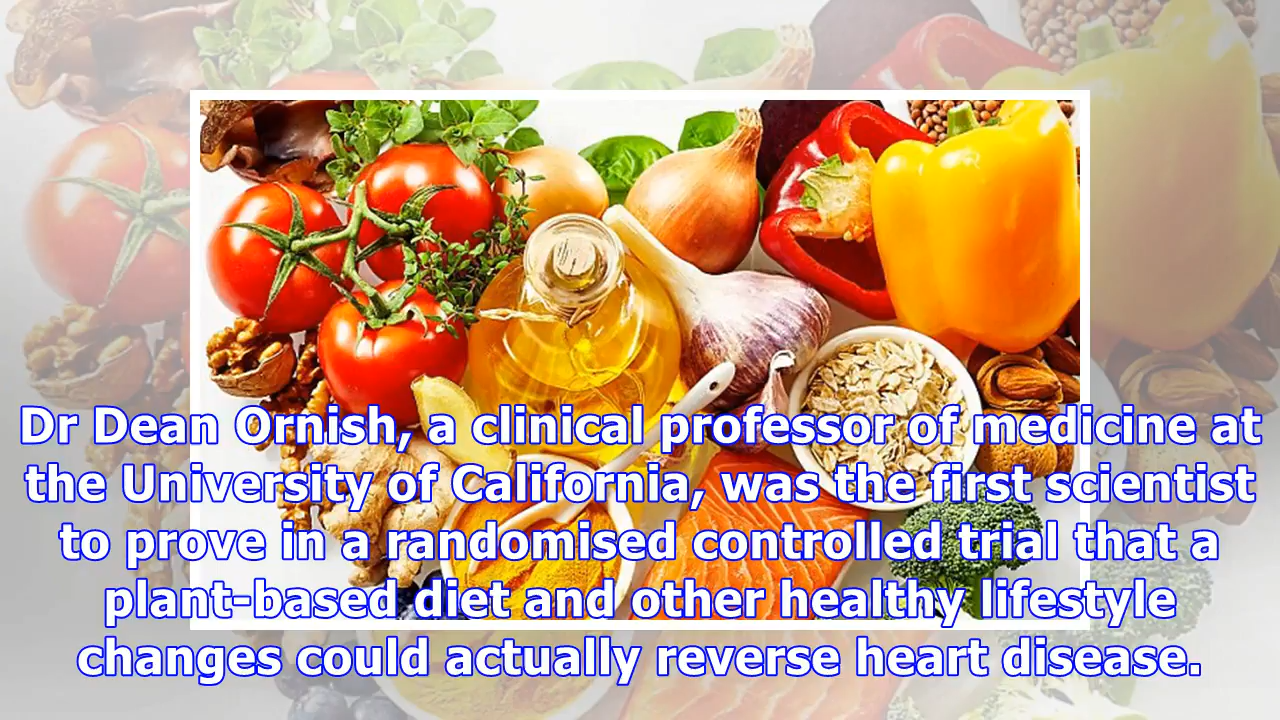 Dr Dean Ornish, a clinical professor of medicine at
the University of California, was the first scientist
to prove in a randomised controlled trial that a
plant-based diet and other healthy lifestyle
changes could actually reverse heart disease.